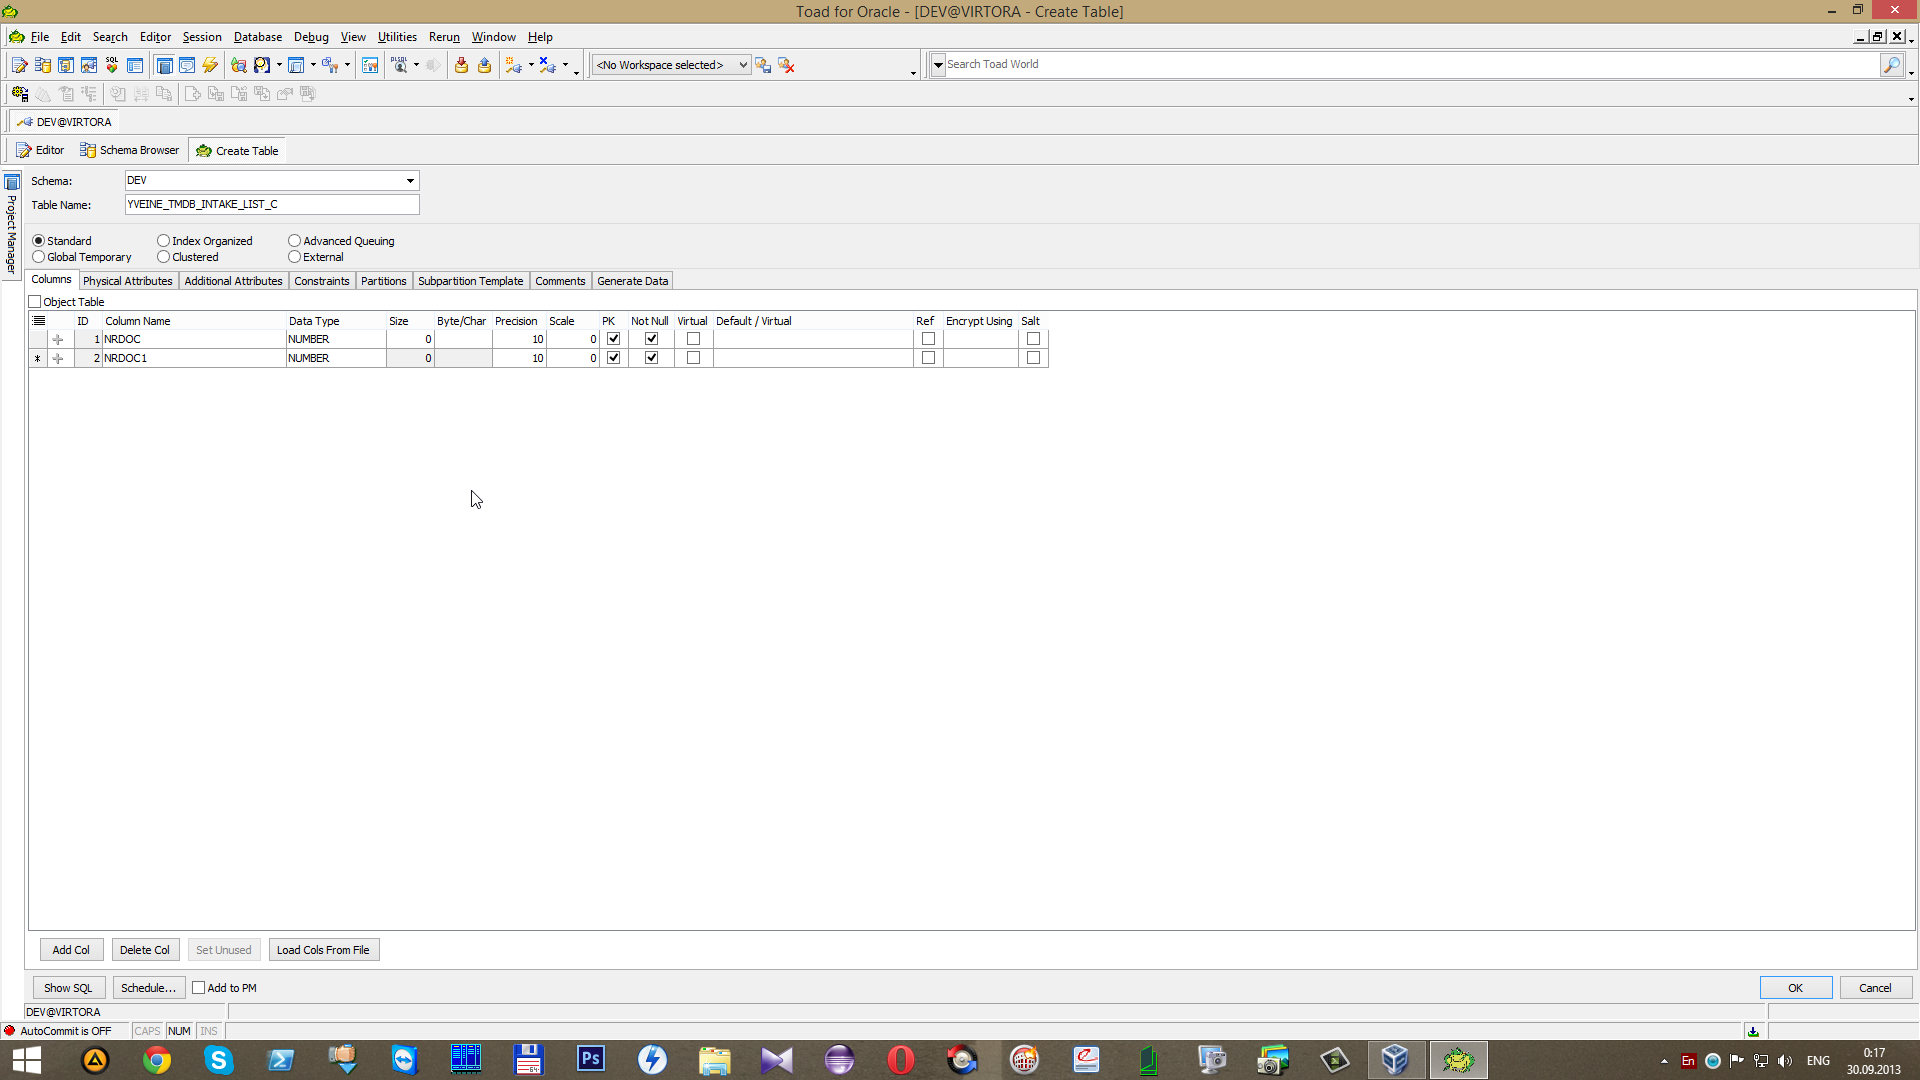 Toad for Oracle - [DEV@VIRTORA - Create Table]
File Edit Search Editor Session Database Debug View Utilities Rerun Window Help
SQL <No Workspace selected> Search Toad World
DEV@VIRTORA
Editor Schema Browser Create Table
Project Manager
Schema: DEV
Table Name: YVEINE_TMDB_INTAKE_LIST_C
Standard Index Organized Advanced Queuing
Global Temporary Clustered External
Columns Physical Attributes Additional Attributes Constraints Partitions Subpartition Template Comments Generate Data
Object Table
ID Column Name Data Type Size Byte/Char Precision Scale PK Not Null Virtual Default / Virtual Ref Encrypt Using Salt
1 NRDOC NUMBER 0 10 0
* 2 NRDOC1 NUMBER 0 10 0
Add Col Delete Col Set Unused Load Cols From File
Show SQL Schedule... Add to PM OK Cancel
DEV@VIRTORA
AutoCommit is OFF CAPS NUM INS
Ps 64 En ENG 0:17
30.09.2013